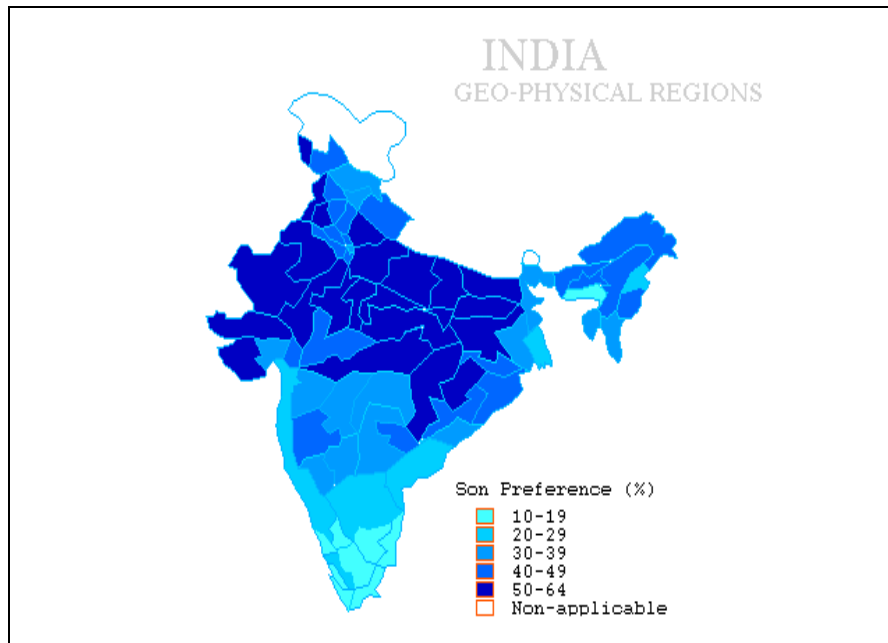 INDIA
GEO-PHYSICAL REGIONS
Son Preference (%)
10-19
20-29
30-39
40-49
50-64
Non-applicable